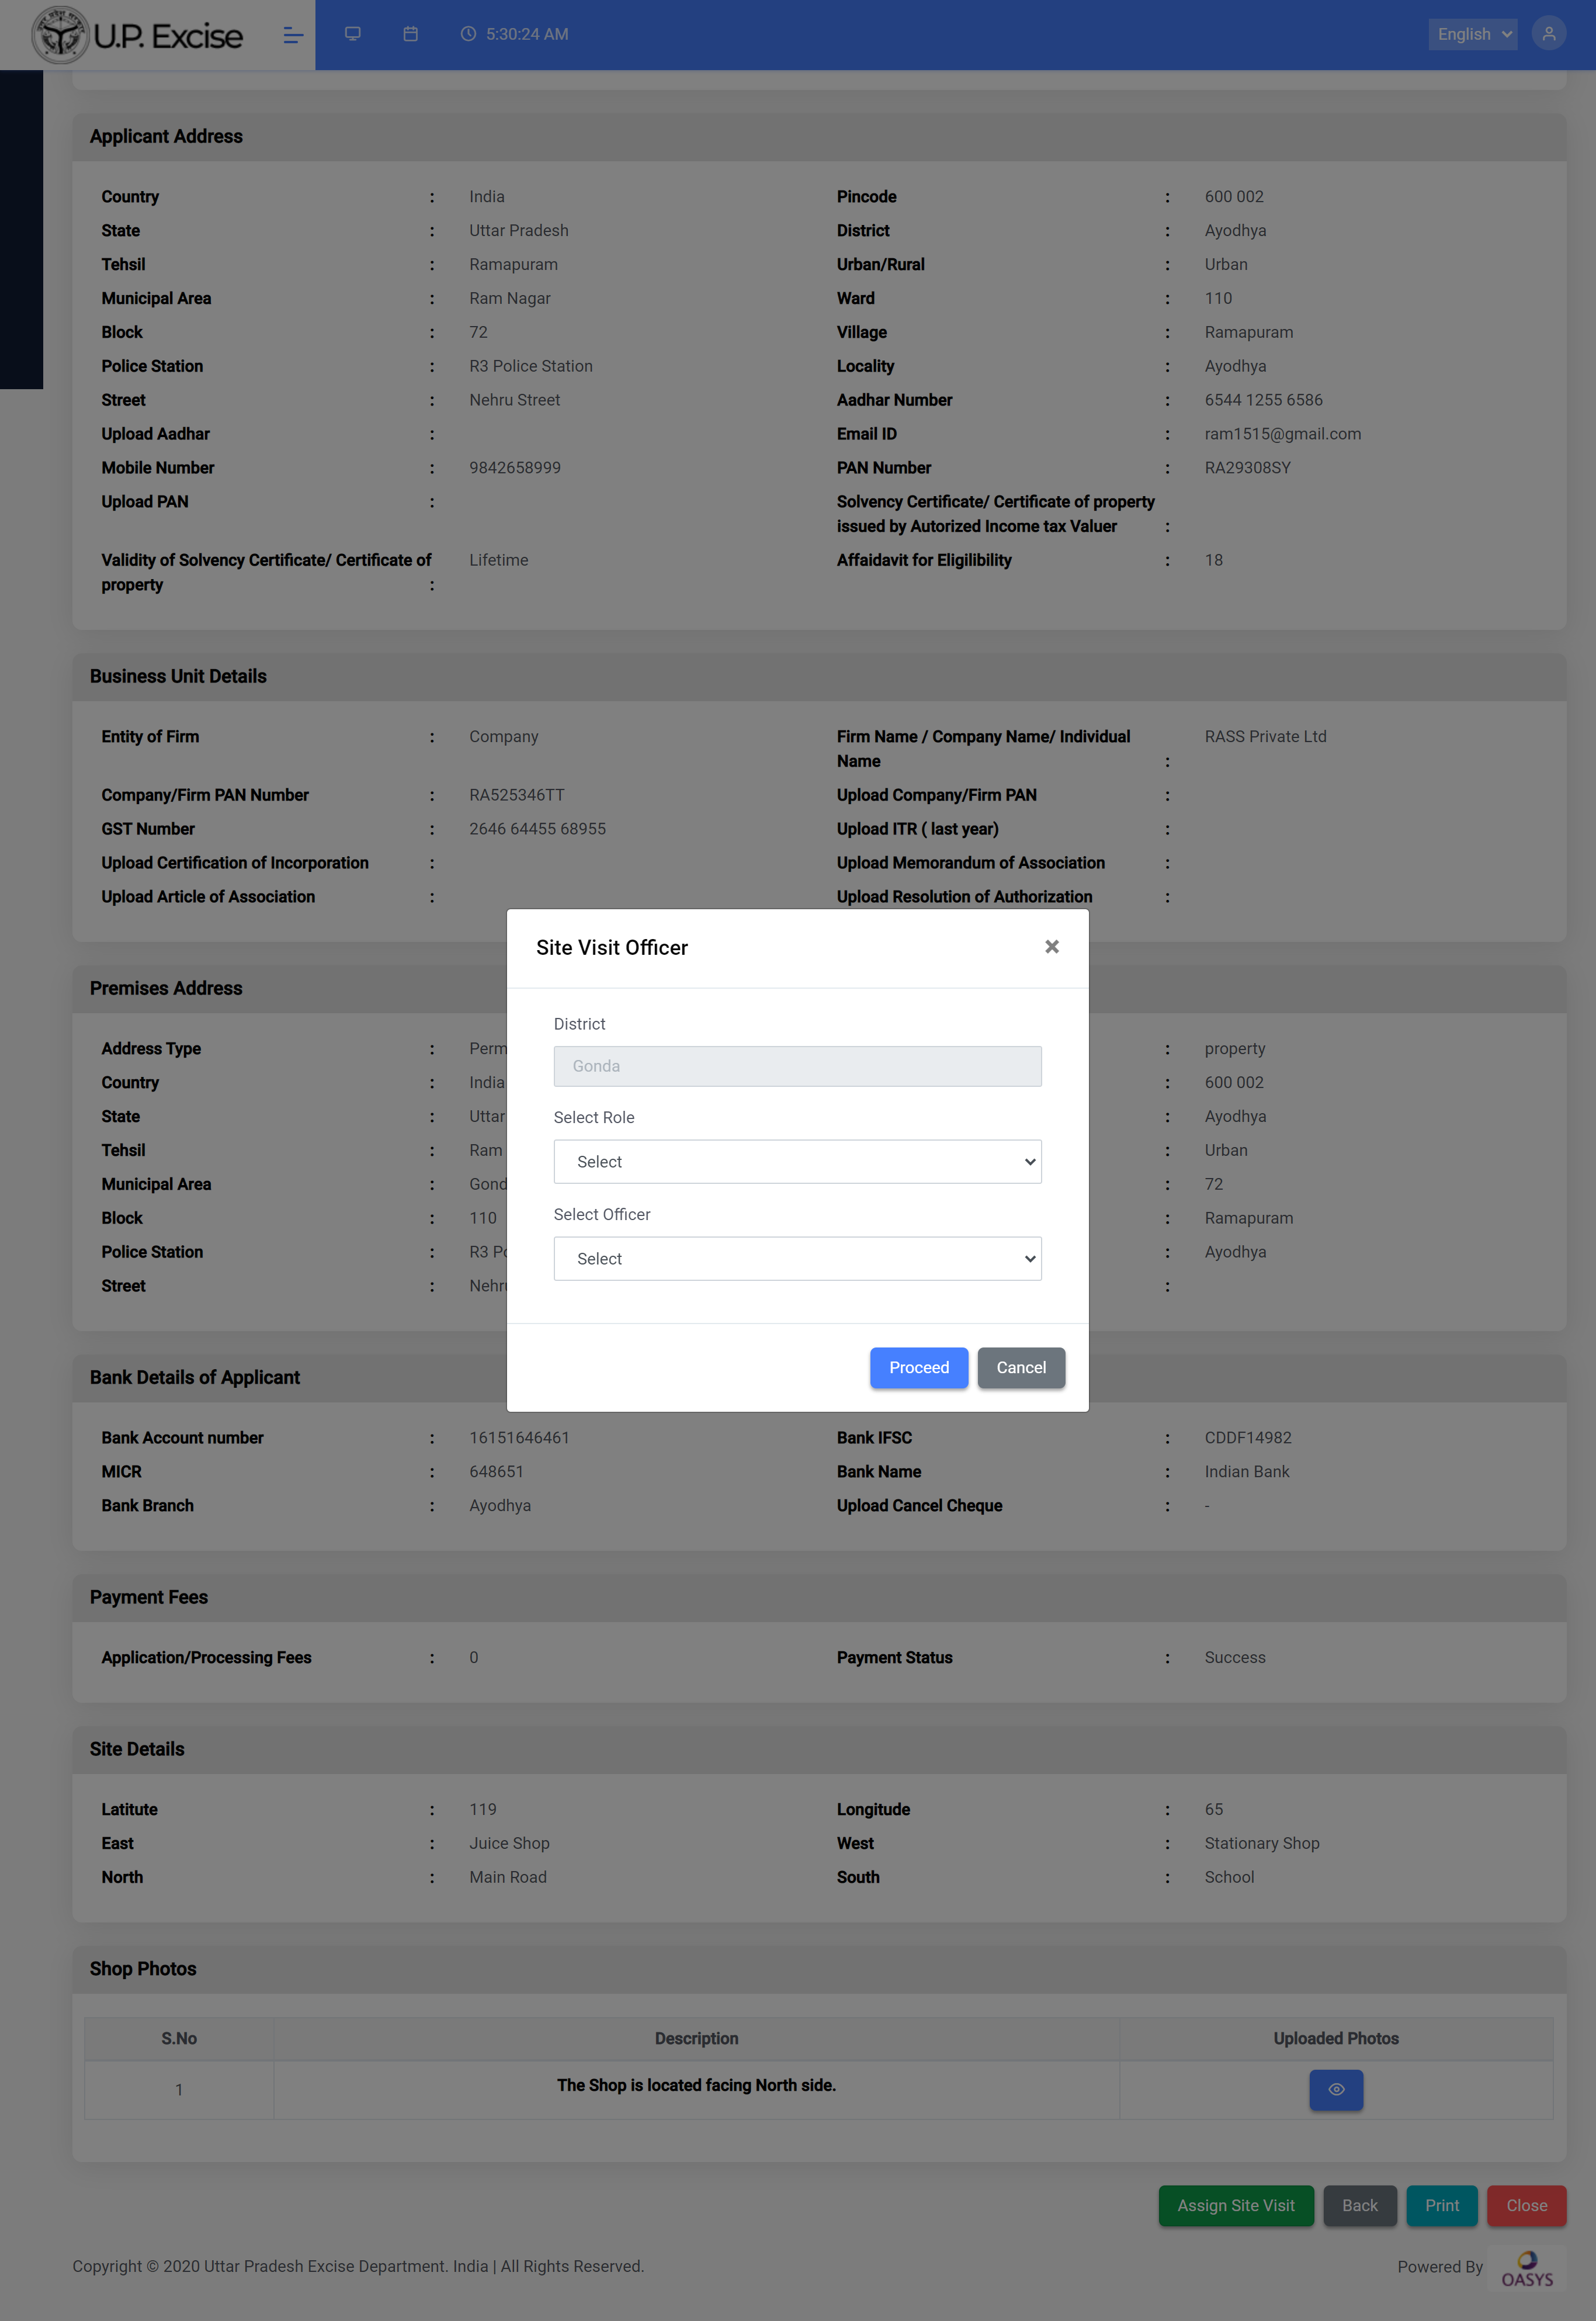 U.P. Excise
5:30:24 AM
English
Applicant Address
Country : India Pincode : 600 002
State : Uttar Pradesh District : Ayodhya
Tehsil : Ramapuram Urban/Rural : Urban
Municipal Area : Ram Nagar Ward : 110
Block : 72 Village : Ramapuram
Police Station : R3 Police Station Locality : Ayodhya
Street : Nehru Street Aadhar Number : 6544 1255 6586
Upload Aadhar : Email ID : ram1515@gmail.com
Mobile Number : 9842658999 PAN Number : RA29308SY
Upload PAN : Solvency Certificate/ Certificate of property
issued by Autorized Income tax Valuer :
Validity of Solvency Certificate/ Certificate of Lifetime Affaidavit for Eligilibility : 18
property :
Business Unit Details
Entity of Firm : Company Firm Name / Company Name/ Individual RASS Private Ltd
Name :
Company/Firm PAN Number : RA525346TT Upload Company/Firm PAN :
GST Number : 2646 64455 68955 Upload ITR ( last year) :
Upload Certification of Incorporation : Upload Memorandum of Association :
Upload Article of Association : Upload Resolution of Authorization :
Site Visit Officer
District
Gonda
Select Role
Select
Select Officer
Select
Proceed Cancel
Premises Address
Address Type : Perm : property
Country : India : 600 002
State : Uttar : Ayodhya
Tehsil : Ram : Urban
Municipal Area : Gond : 72
Block : 110 : Ramapuram
Police Station : R3 : Ayodhya
Street : Nehr :
Bank Details of Applicant
Bank Account number : 16151646461 Bank IFSC : CDDF14982
MICR : 648651 Bank Name : Indian Bank
Bank Branch : Ayodhya Upload Cancel Cheque : -
Payment Fees
Application/Processing Fees : 0 Payment Status : Success
Site Details
Latitute : 119 Longitude : 65
East : Juice Shop West : Stationary Shop
North : Main Road South : School
Shop Photos
S.No Description Uploaded Photos
1 The Shop is located facing North side.
Assign Site Visit Back Print Close
Copyright © 2020 Uttar Pradesh Excise Department. India | All Rights Reserved. Powered By OASYS